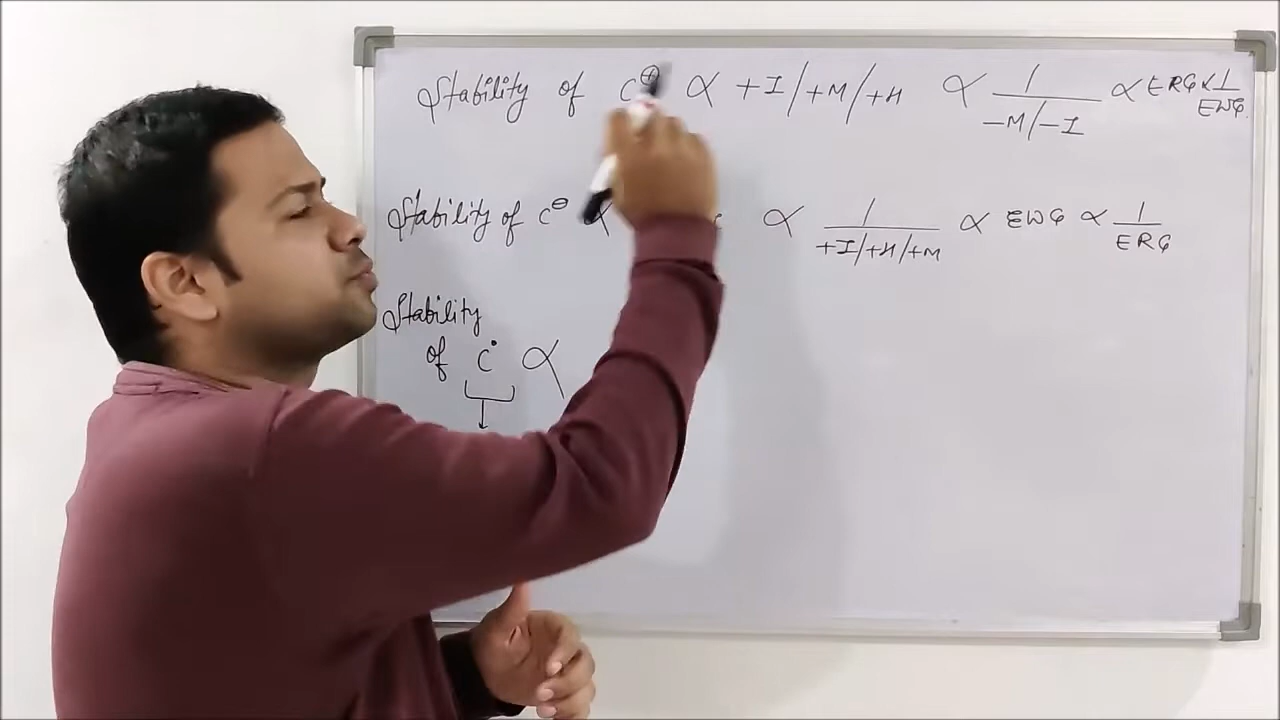 Stability of C⊕ ∝ +I/+M/+H ∝ 1/-M/-I ∝ ERG ∝ 1/EWG.
Stability of C⊖ ∝ ∝ 1/+I/+H/+M ∝ EWG ∝ 1/ERG
Stability
of C• ∝